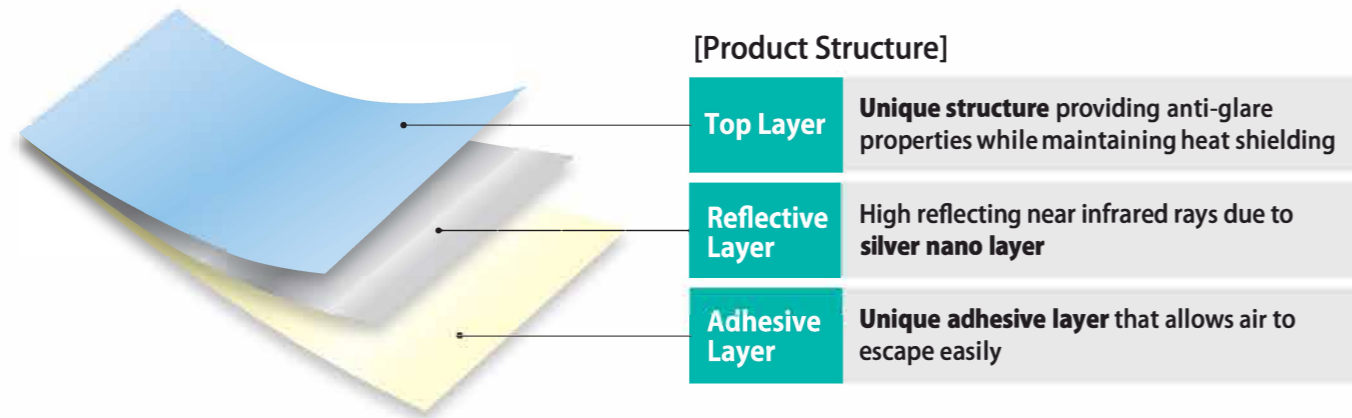 [Product Structure]
Top Layer
Unique structure providing anti-glare
properties while maintaining heat shielding
Reflective
Layer
High reflecting near infrared rays due to
silver nano layer
Adhesive
Layer
Unique adhesive layer that allows air to
escape easily